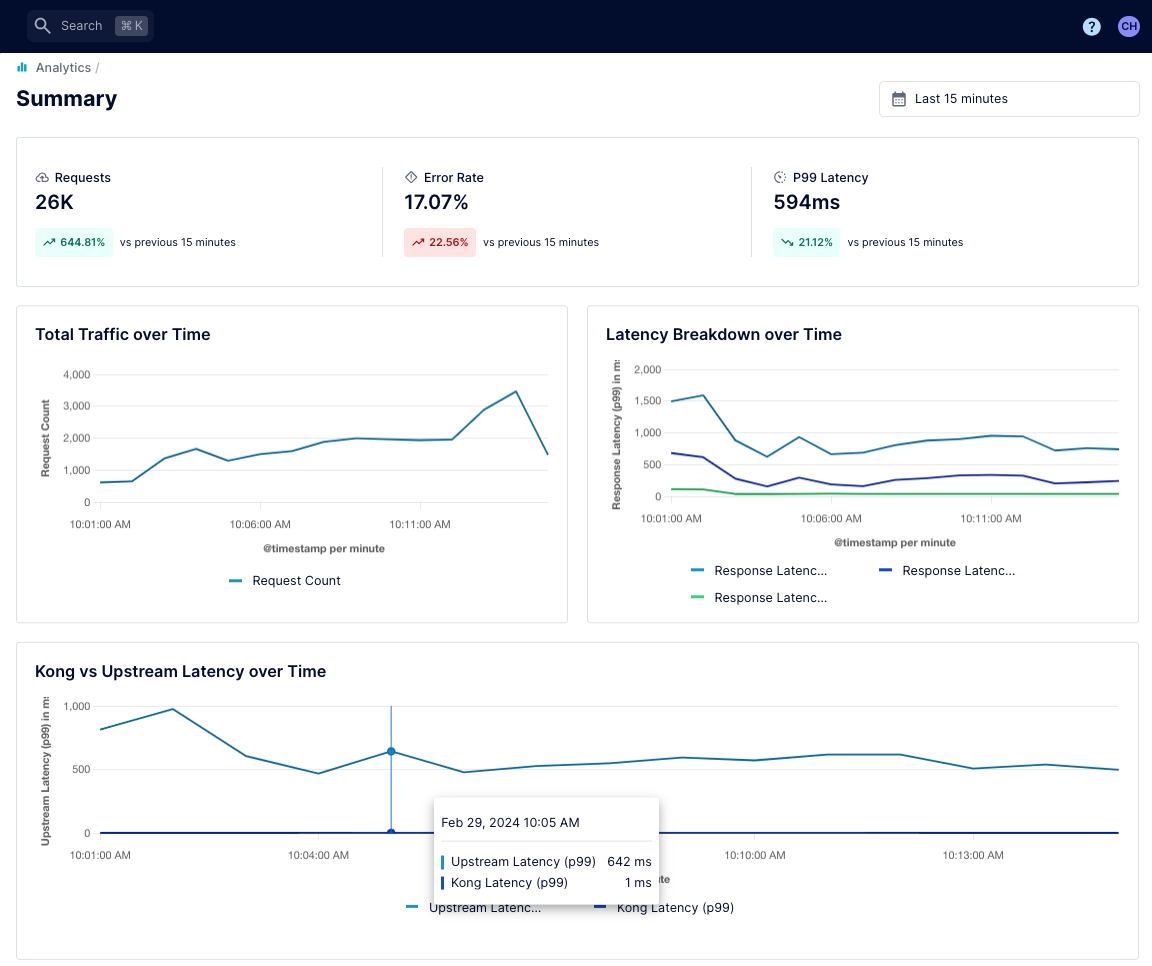 Search ⌘ K
? CH
Analytics /
Summary
Last 15 minutes
Requests
26K
644.81% vs previous 15 minutes
Error Rate
17.07%
22.56% vs previous 15 minutes
P99 Latency
594ms
21.12% vs previous 15 minutes
Total Traffic over Time
Request Count
4,000
3,000
2,000
1,000
0
10:01:00 AM 10:06:00 AM 10:11:00 AM
@timestamp per minute
Request Count
Latency Breakdown over Time
Response Latency (p99) in
2,000
1,500
1,000
500
0
10:01:00 AM 10:06:00 AM 10:11:00 AM
@timestamp per minute
Response Latenc... Response Latenc...
Response Latenc...
Kong vs Upstream Latency over Time
Upstream Latency (p99) in
1,000
500
0
10:01:00 AM 10:04:00 AM 10:10:00 AM 10:13:00 AM
Feb 29, 2024 10:05 AM
Upstream Latency (p99) 642 ms
Kong Latency (p99) 1 ms
Upstream Latenc... Kong Latency (p99)